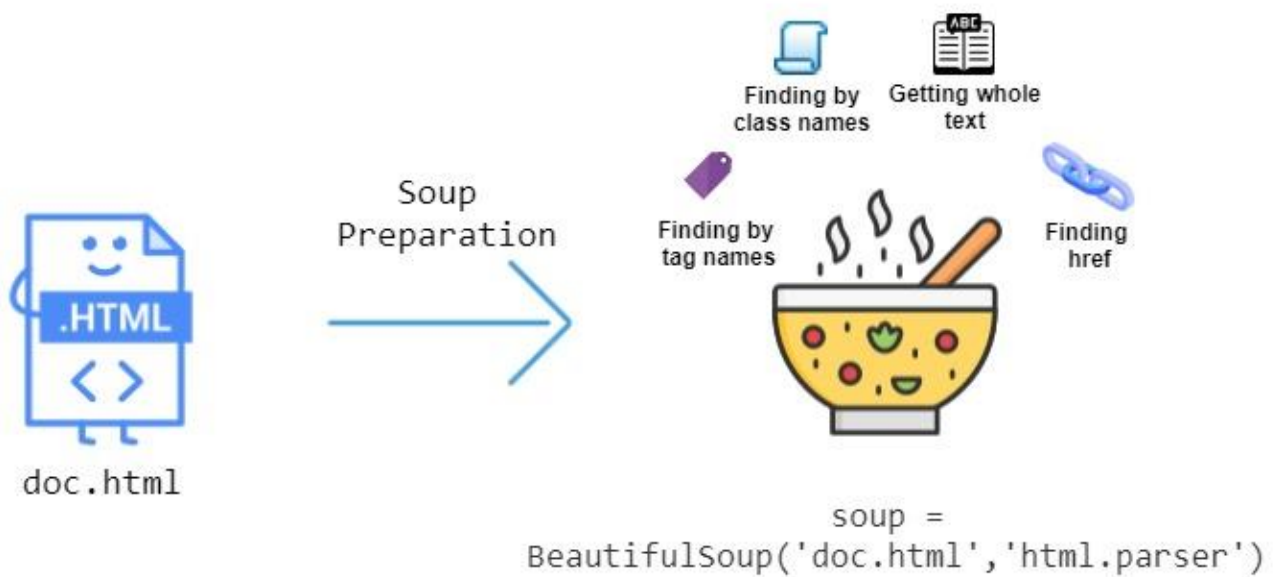 ABC
Finding by
class names
Getting whole
text
Soup
Preparation
Finding by
tag names
Finding
href
.HTML
< >
doc.html
soup =
BeautifulSoup('doc.html','html.parser')